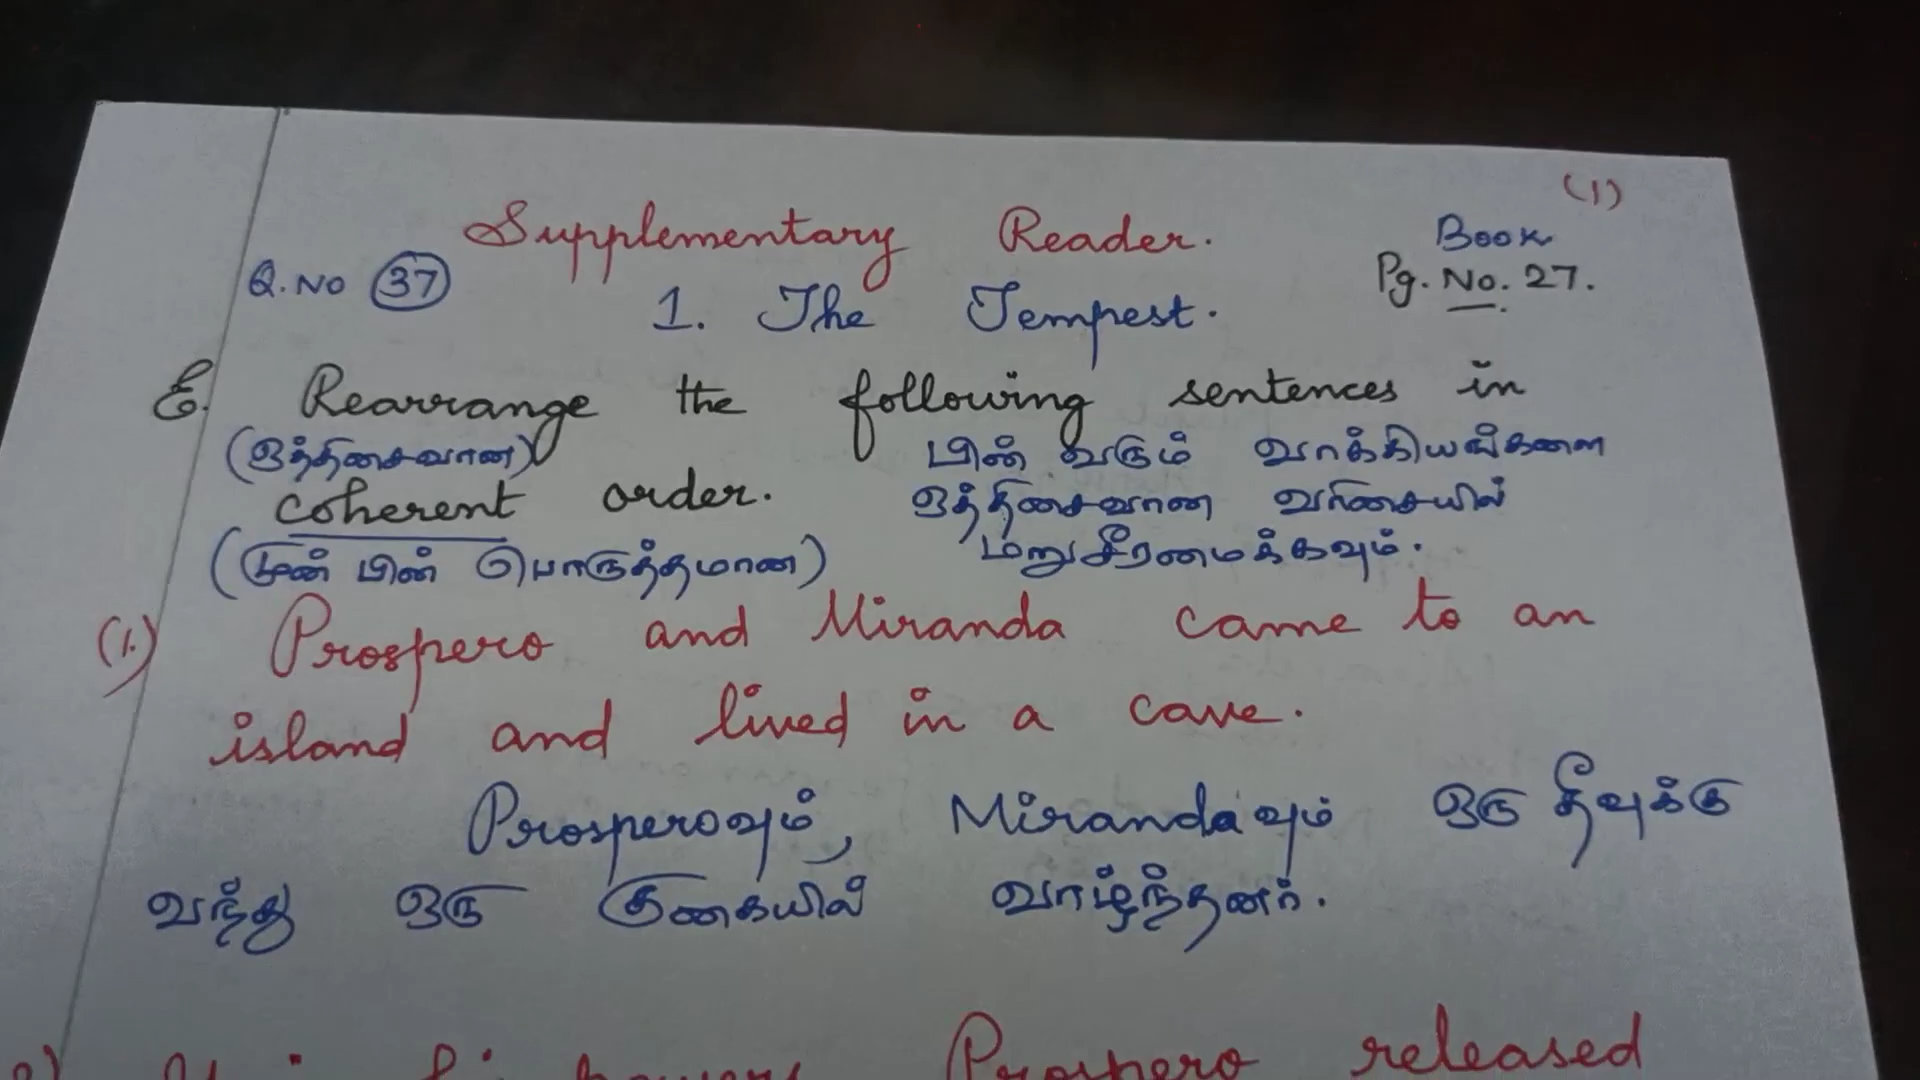 (1)
Supplementary Reader.
Book
Q.No 37
Pg. No. 27.
1. The Tempest.
E. Rearrange the following sentences in
(ஒத்திசைவான) பின் வரும் வாக்கியங்களை
coherent order. ஒத்திசைவான வரிசையில்
(முன் பின் பொருத்தமான) மறுசீரமைக்கவும்.
(1.) Prospero and Miranda came to an
island and lived in a cave.
Prosperoவும், Mirandaவும் ஒரு தீவுக்கு
வந்து ஒரு குகையில் வாழ்ந்தனர்.
powers Prospero released